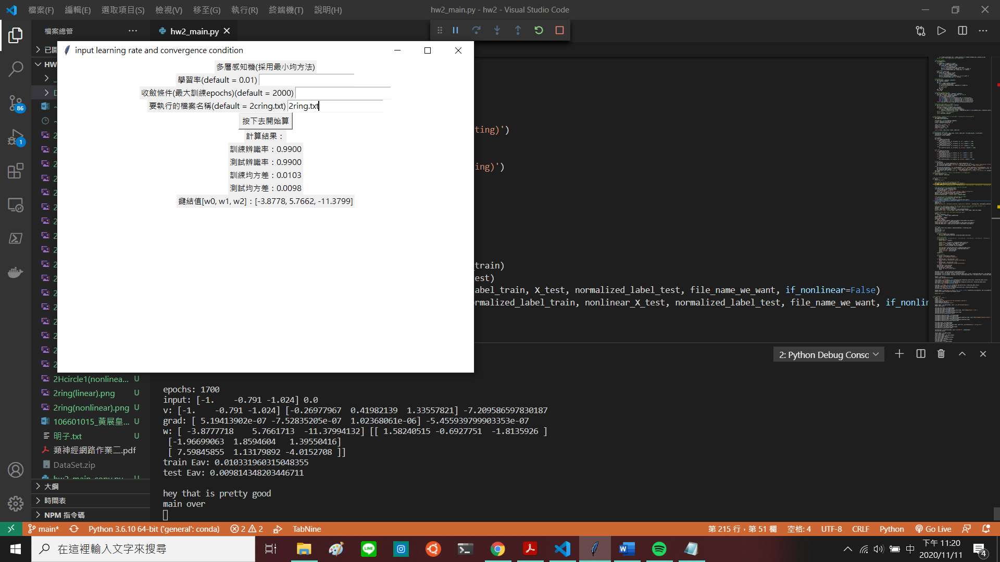 檔案(F) 編輯(E) 選取項目(S) 檢視(V) 移至(G) 執行(R) 終端機(T) 說明(H)
hw2_main.py - hw2 - Visual Studio Code
檔案總管
hw2_main.py
已開
HW
input learning rate and convergence condition
多層感知機(採用最小均方法)
學習率(default = 0.01)
收斂條件(最大訓練epochs)(default = 2000)
要執行的檔案名稱(default = 2cring.txt) 2ring.txt
按下去開始算
計算結果：
訓練辨識率：0.9900
測試辨識率：0.9900
訓練均方差：0.0103
測試均方差：0.0098
鍵結值[w0, w1, w2]：[-3.8778, 5.7662, -11.3799]
ting)')
ing)')
_train)
est)
abel_train, X_test, normalized_label_test, file_name_we_want, if_nonlinear=False)
rmalized_label_train, nonlinear_X_test, normalized_label_test, file_name_we_want, if_nonlin
86
1
2Hcircle1(nonlinea... U
2ring(linear).png U
2ring(nonlinear).png U
106601015_黃展皇... U
明子.txt U
類神經網路作業二.pdf
DataSet.zip
hw2_main_copy.py U
大綱
時間表
NPM 指令碼
2: Python Debug Conso
epochs: 1700
input: [-1. -0.791 -1.024] 0.0
v: [-1. -0.791 -1.024] [-0.26977967 0.41982139 1.33557821] -7.209586597830187
grad: [ 5.19413902e-07 -7.52835205e-07 1.02368061e-06] -5.455939799903353e-07
w: [ -3.8777718 5.7661713 -11.37994132] [[ 1.58240515 -0.6927751 -1.8135926 ]
[-1.96699063 1.8594604 1.39550416]
[ 7.59845855 1.13179892 -4.0152708 ]]
train Eav: 0.010331960315048355
test Eav: 0.009814348203446711
hey that is pretty good
main over
main* Python 3.6.10 64-bit ('general': conda) 2 2 TabNine
第 215 行，第 51 欄 空格: 4 UTF-8 CRLF Python Go Live
在這裡輸入文字來搜尋
LINE
中
下午 11:20
2020/11/11
4